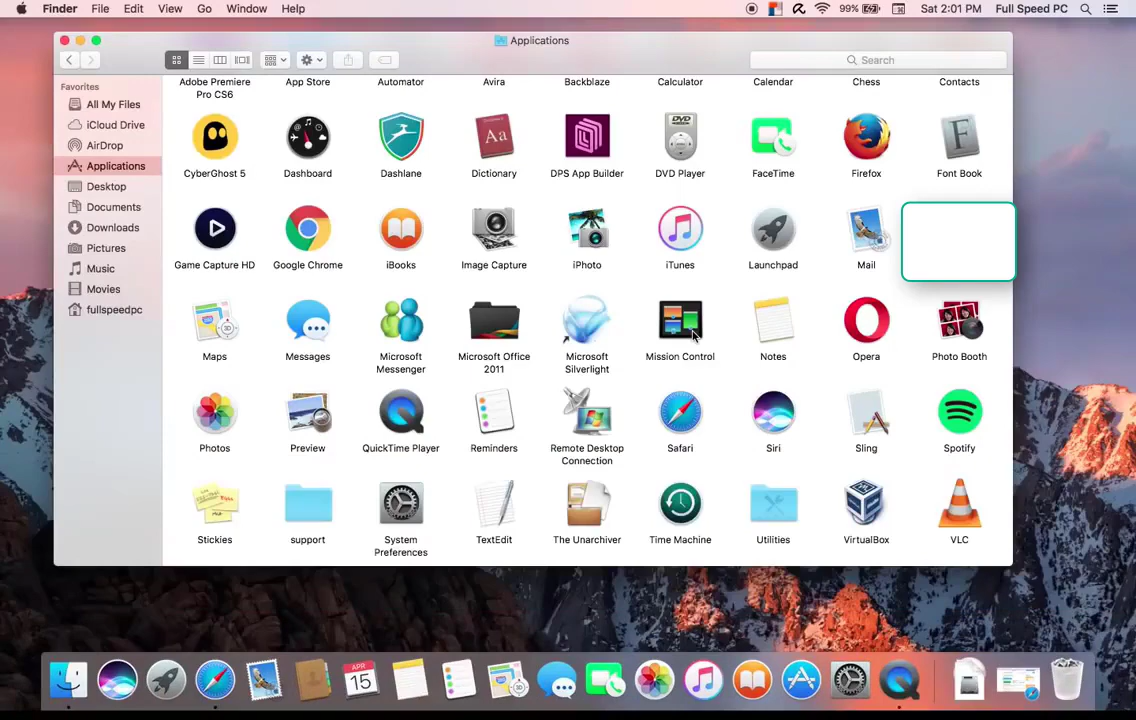 Finder File Edit View Go Window Help 99% Sat 2:01 PM Full Speed PC
Applications
Search
Favorites
All My Files
iCloud Drive
AirDrop
Applications
Desktop
Documents
Downloads
Pictures
Music
Movies
fullspeedpc
Adobe Premiere Pro CS6 App Store Automator Avira Backblaze Calculator Calendar Chess Contacts
CyberGhost 5 Dashboard Dashlane Dictionary DPS App Builder DVD Player FaceTime Firefox Font Book
Game Capture HD Google Chrome iBooks Image Capture iPhoto iTunes Launchpad Mail
Maps Messages Microsoft Messenger Microsoft Office 2011 Microsoft Silverlight Mission Control Notes Opera Photo Booth
Photos Preview QuickTime Player Reminders Remote Desktop Connection Safari Siri Sling Spotify
Stickies support System Preferences TextEdit The Unarchiver Time Machine Utilities VirtualBox VLC
APR
15